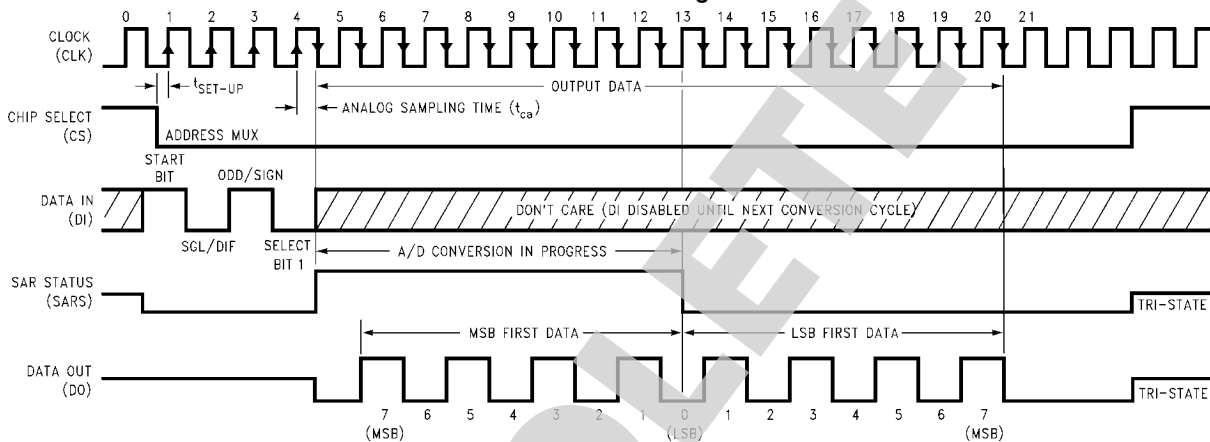 0 1 2 3 4 5 6 7 8 9 10 11 12 13 14 15 16 17 18 19 20 21
CLOCK
(CLK)
tSET-UP
OUTPUT DATA
ANALOG SAMPLING TIME (tca)
CHIP SELECT
(CS)
ADDRESS MUX
START
BIT
ODD/SIGN
DATA IN
(DI)
DON'T CARE (DI DISABLED UNTIL NEXT CONVERSION CYCLE)
SGL/DIF
SELECT
BIT 1
A/D CONVERSION IN PROGRESS
SAR STATUS
(SARS)
TRI-STATE
MSB FIRST DATA
LSB FIRST DATA
DATA OUT
(DO)
TRI-STATE
7 6 5 4 3 2 1 0 1 2 3 4 5 6 7
(MSB) (LSB) (MSB)